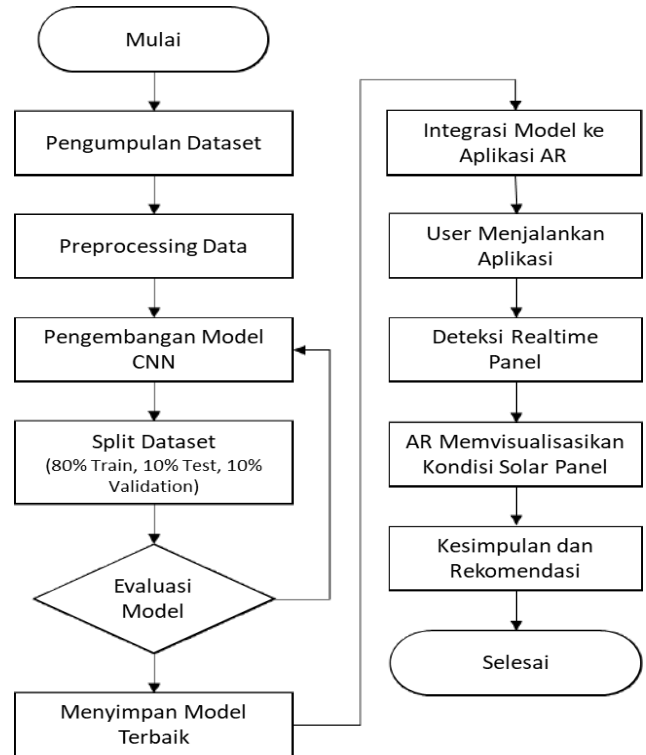 Mulai
Pengumpulan Dataset
Preprocessing Data
Pengembangan Model
CNN
Split Dataset
(80% Train, 10% Test, 10%
Validation)
Evaluasi
Model
Menyimpan Model
Terbaik
Integrasi Model ke
Aplikasi AR
User Menjalankan
Aplikasi
Deteksi Realtime
Panel
AR Memvisualisasikan
Kondisi Solar Panel
Kesimpulan dan
Rekomendasi
Selesai